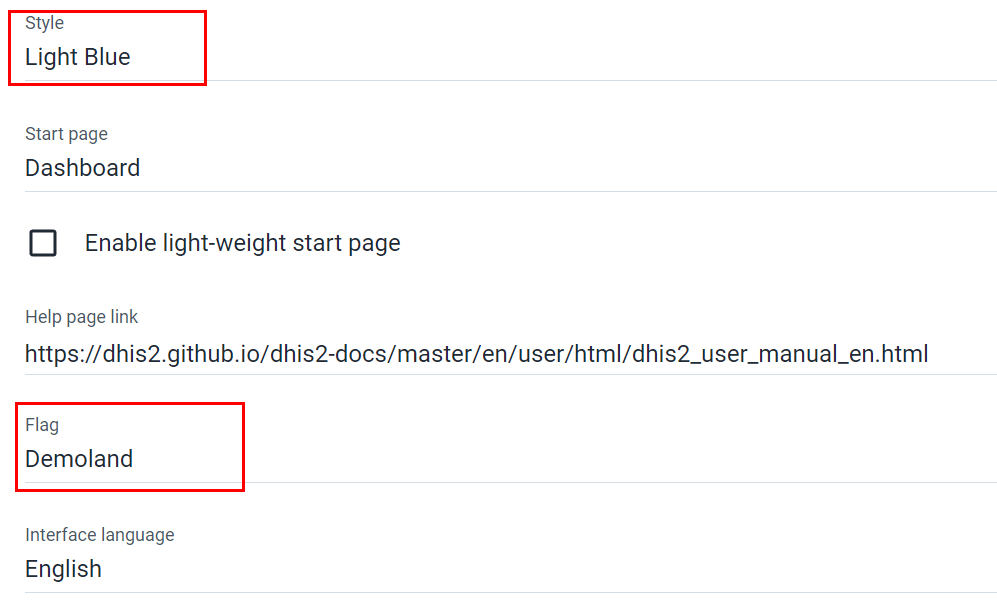 Style
Light Blue
Start page
Dashboard
Enable light-weight start page
Help page link
https://dhis2.github.io/dhis2-docs/master/en/user/html/dhis2_user_manual_en.html
Flag
Demoland
Interface language
English